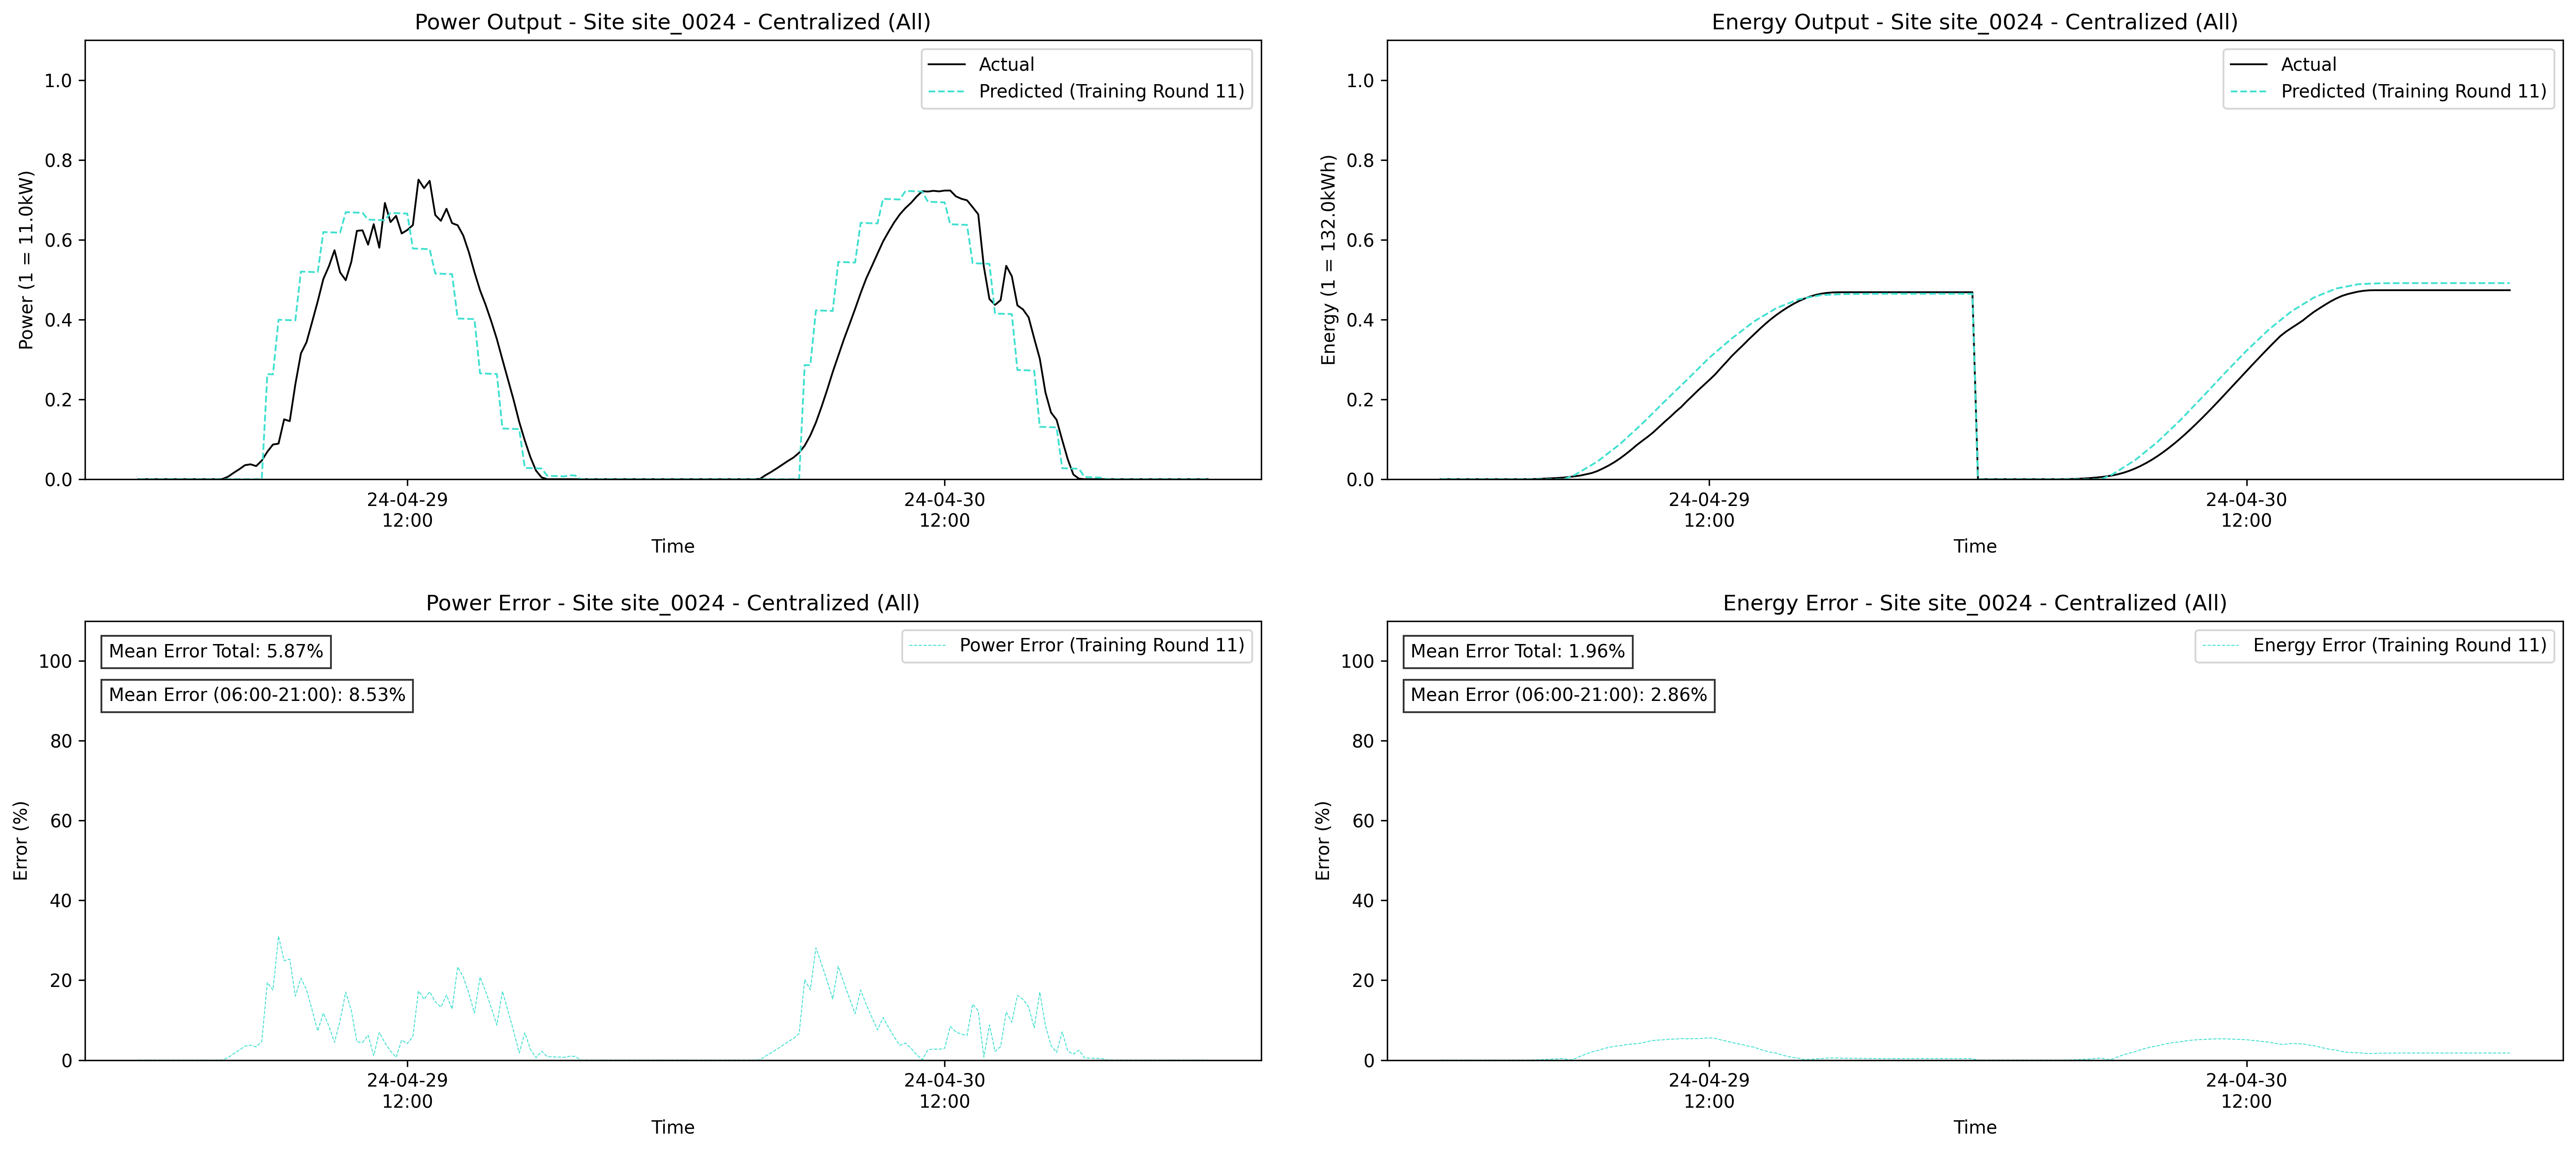 Power Output - Site site_0024 - Centralized (All)
Actual
Predicted (Training Round 11)
Power (1 = 11.0kW)
1.0
0.8
0.6
0.4
0.2
0.0
24-04-29
12:00
24-04-30
12:00
Time
Energy Output - Site site_0024 - Centralized (All)
Actual
Predicted (Training Round 11)
Energy (1 = 132.0kWh)
1.0
0.8
0.6
0.4
0.2
0.0
24-04-29
12:00
24-04-30
12:00
Time
Power Error - Site site_0024 - Centralized (All)
Mean Error Total: 5.87%
Mean Error (06:00-21:00): 8.53%
Power Error (Training Round 11)
Error (%)
100
80
60
40
20
0
24-04-29
12:00
24-04-30
12:00
Time
Energy Error - Site site_0024 - Centralized (All)
Mean Error Total: 1.96%
Mean Error (06:00-21:00): 2.86%
Energy Error (Training Round 11)
Error (%)
100
80
60
40
20
0
24-04-29
12:00
24-04-30
12:00
Time